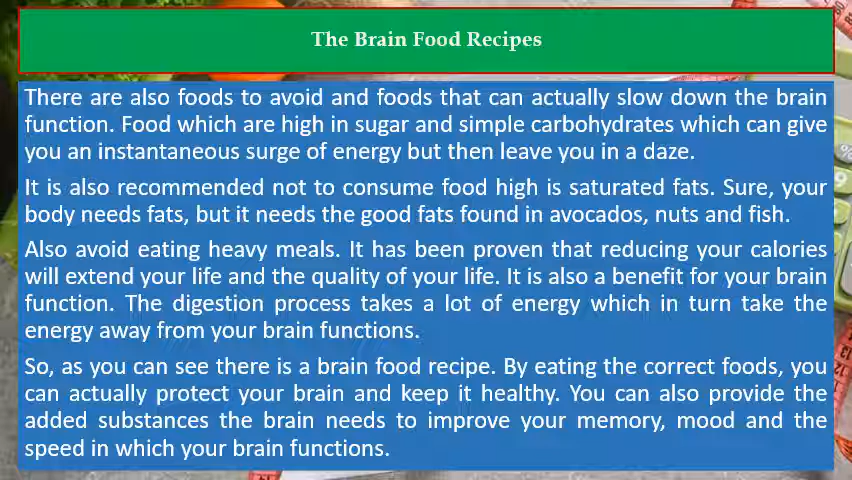 The Brain Food Recipes
There are also foods to avoid and foods that can actually slow down the brain
function. Food which are high in sugar and simple carbohydrates which can give
you an instantaneous surge of energy but then leave you in a daze.
It is also recommended not to consume food high is saturated fats. Sure, your
body needs fats, but it needs the good fats found in avocados, nuts and fish.
Also avoid eating heavy meals. It has been proven that reducing your calories
will extend your life and the quality of your life. It is also a benefit for your brain
function. The digestion process takes a lot of energy which in turn take the
energy away from your brain functions.
So, as you can see there is a brain food recipe. By eating the correct foods, you
can actually protect your brain and keep it healthy. You can also provide the
added substances the brain needs to improve your memory, mood and the
speed in which your brain functions.